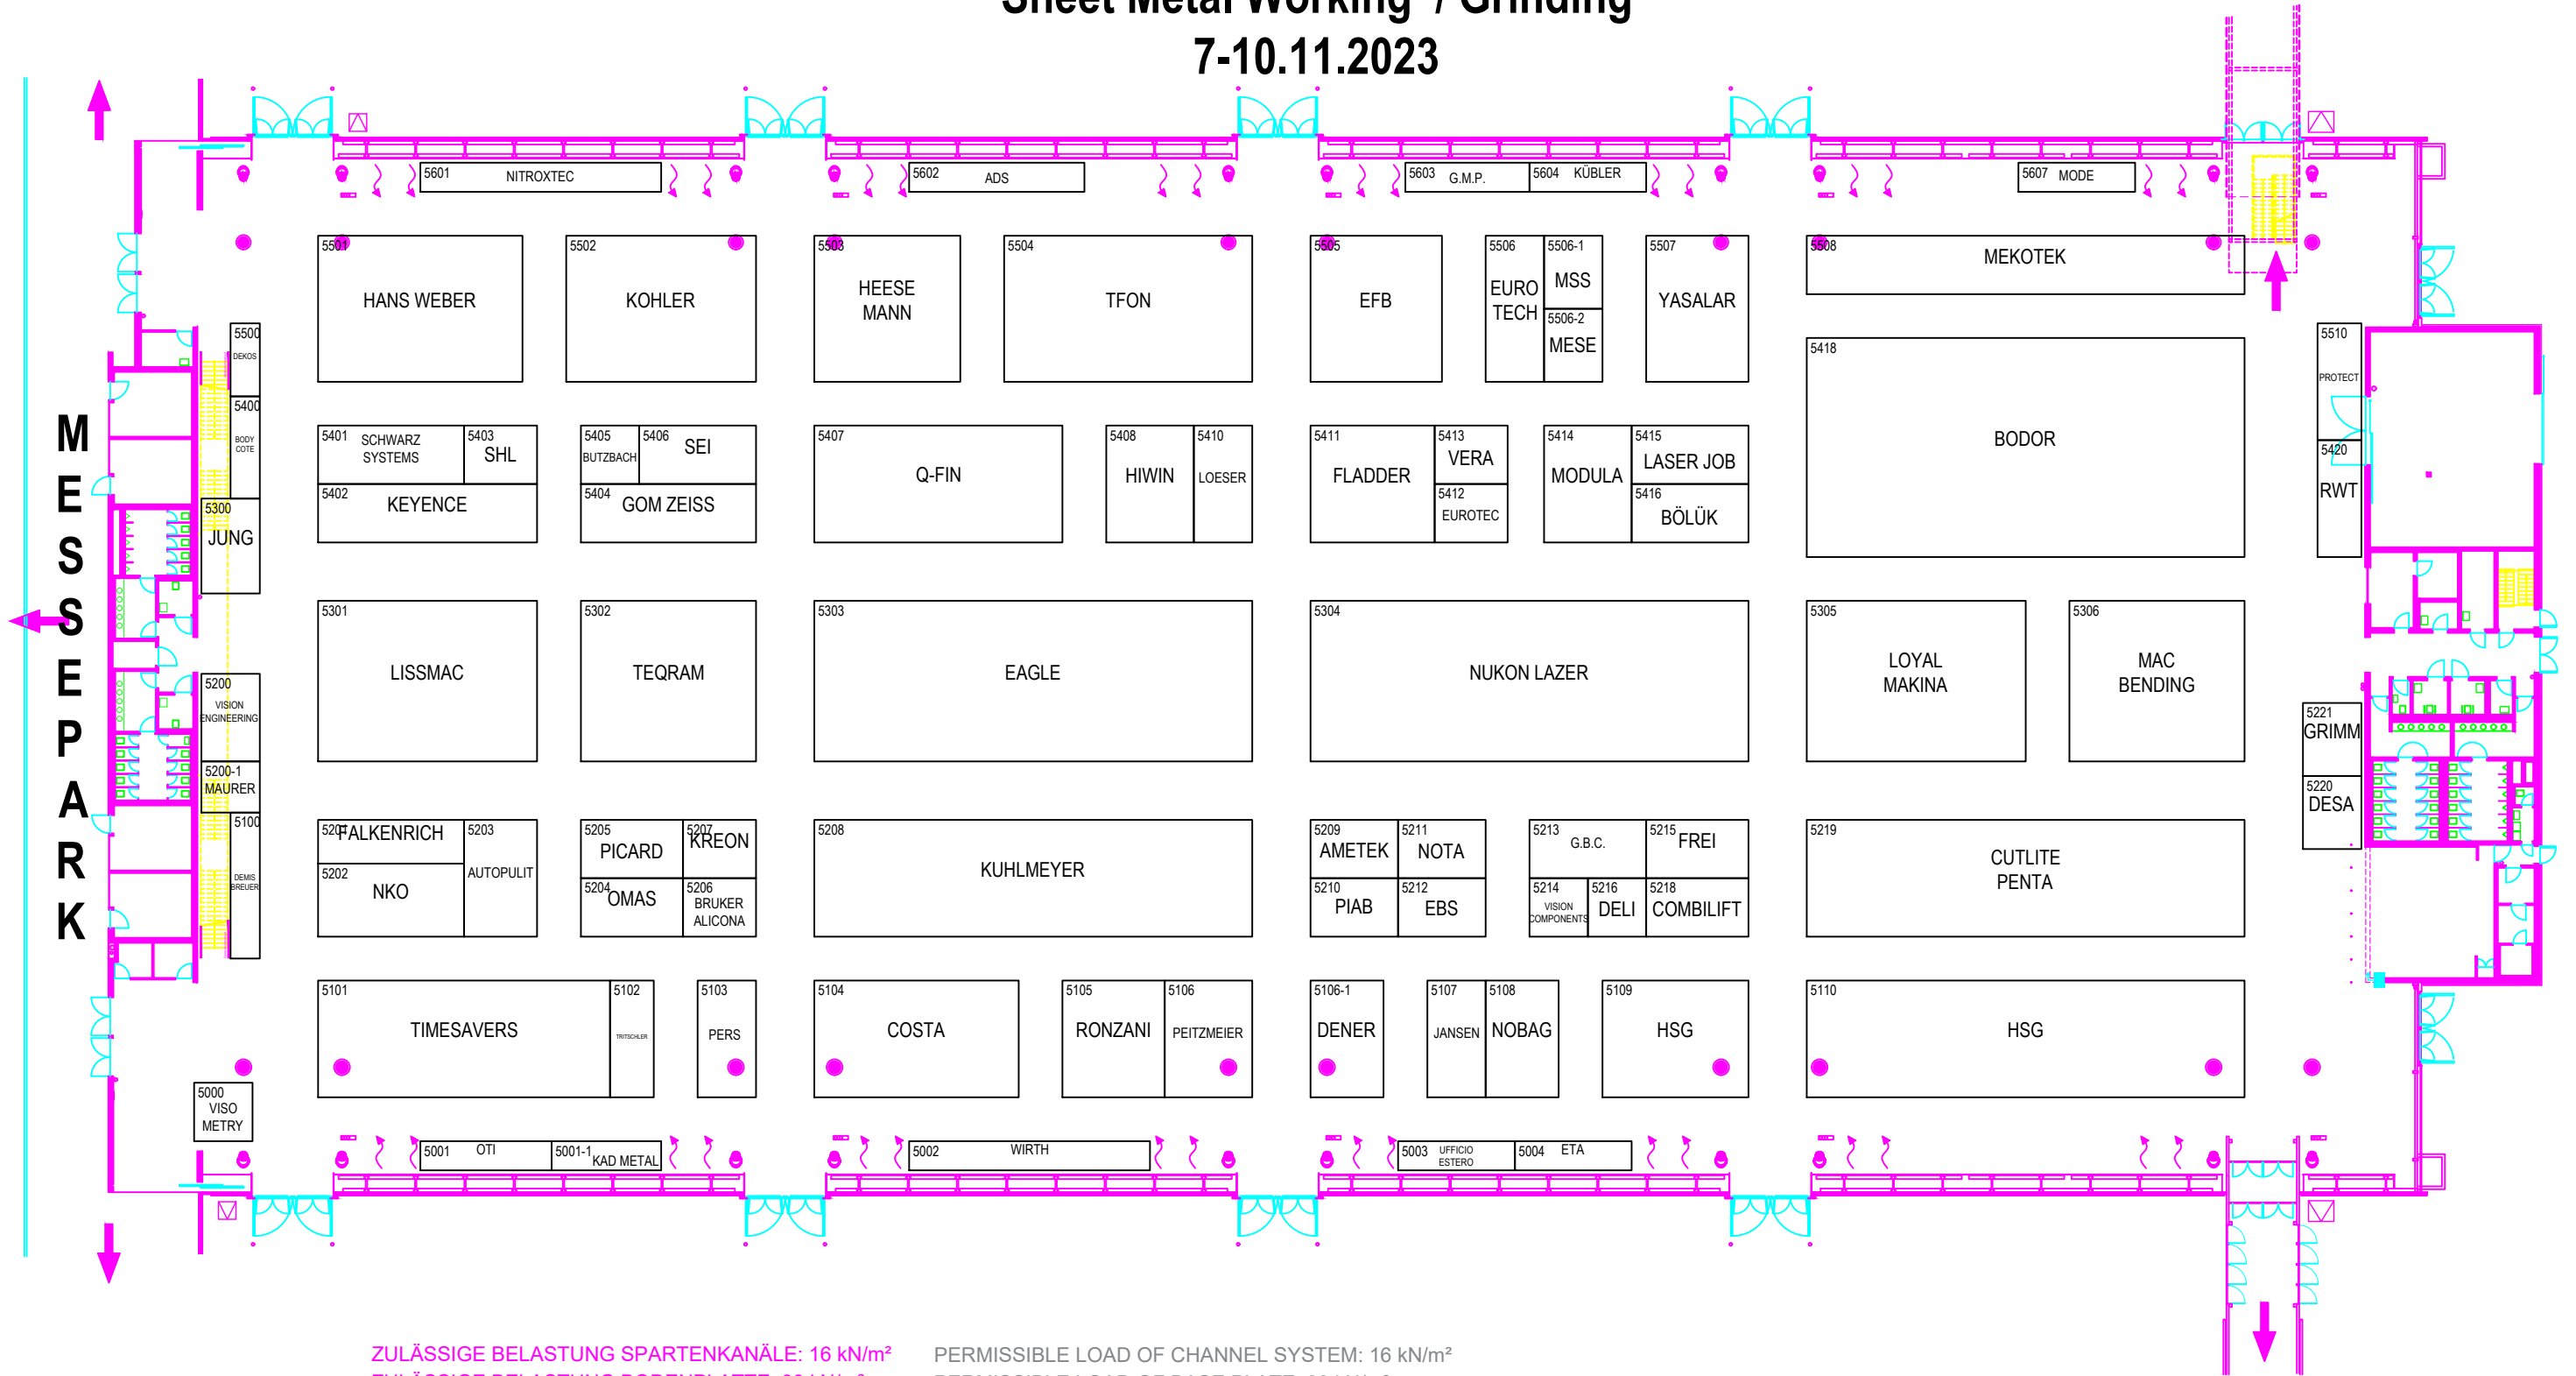 Sheet Metal Working / Grinding
7-10.11.2023
MESSEPARK
5601 NITROXTEC
5602 ADS
5603 G.M.P.
5604 KÜBLER
5607 MODE
5501
HANS WEBER
5502
KOHLER
5503
HEESE
MANN
5504
TFON
5505
EFB
5506
EURO
TECH
5506-1
MSS
5506-2
MESE
5507
YASALAR
5508
MEKOTEK
5500
DEKOS
5400
BODY
COTE
5300
JUNG
5401 SCHWARZ
SYSTEMS
5403
SHL
5402
KEYENCE
5405
BUTZBACH
5406 SEI
5404
GOM ZEISS
5407
Q-FIN
5408
HIWIN
5410
LOESER
5411
FLADDER
5413
VERA
5412
EUROTEC
5414
MODULA
5415
LASER JOB
5416
BÖLÜK
5418
BODOR
5510
PROTECT
5420
RWT
5301
LISSMAC
5302
TEQRAM
5303
EAGLE
5304
NUKON LAZER
5305
LOYAL
MAKINA
5306
MAC
BENDING
5200
VISION
ENGINEERING
5200-1
MAURER
5100
DEMIS
BREUER
5221
GRIMM
5220
DESA
5201
FALKENRICH
5202
NKO
5203
AUTOPULIT
5205
PICARD
5207
KREON
5204
OMAS
5206
BRUKER
ALICONA
5208
KUHLMEYER
5209
AMETEK
5211
NOTA
5210
PIAB
5212
EBS
5213
G.B.C.
5215
FREI
5214
VISION
COMPONENTS
5216
DELI
5218
COMBILIFT
5219
CUTLITE
PENTA
5101
TIMESAVERS
5102
TRITSCHLER
5103
PERS
5104
COSTA
5105
RONZANI
5106
PEITZMEIER
5106-1
DENER
5107
JANSEN
5108
NOBAG
5109
HSG
5110
HSG
5000
VISO
METRY
5001 OTI
5001-1 KAD METAL
5002 WIRTH
5003 UFFICIO
ESTERO
5004 ETA
ZULÄSSIGE BELASTUNG SPARTENKANÄLE: 16 kN/m² PERMISSIBLE LOAD OF CHANNEL SYSTEM: 16 kN/m²